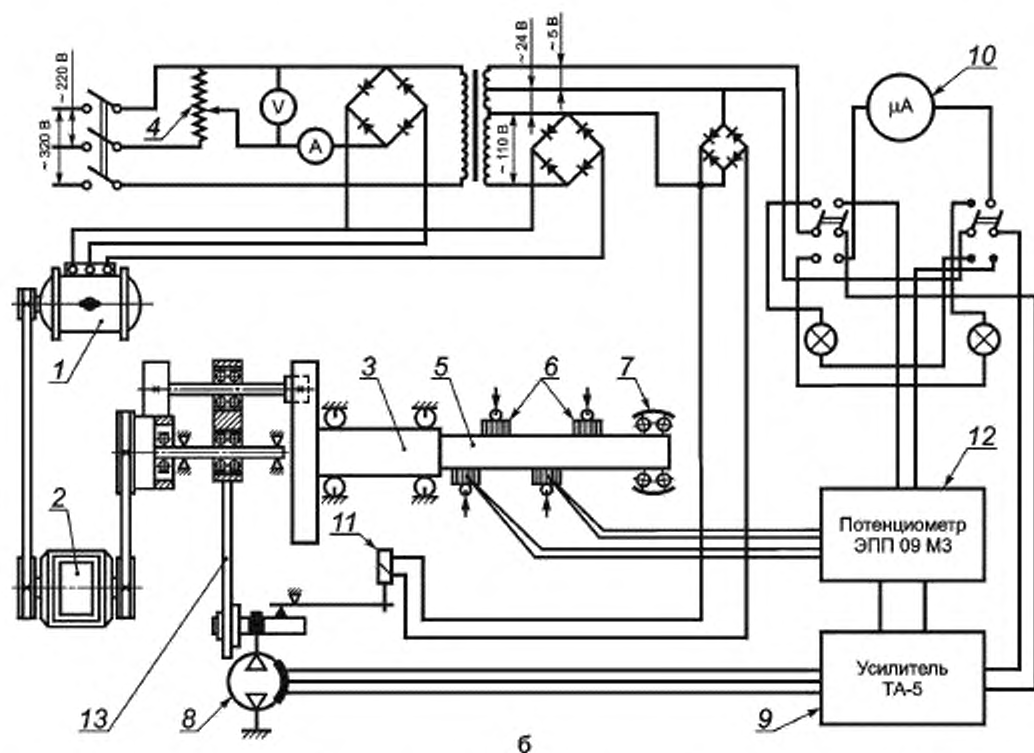 ~ 220 В
~ 320 В
4
V
A
~ 24 В
~ 5 В
~ 110 В
10
μA
1
2
3
5
6
7
11
12
Потенциометр
ЭПП 09 М3
13
8
Усилитель
ТА-5
9
б